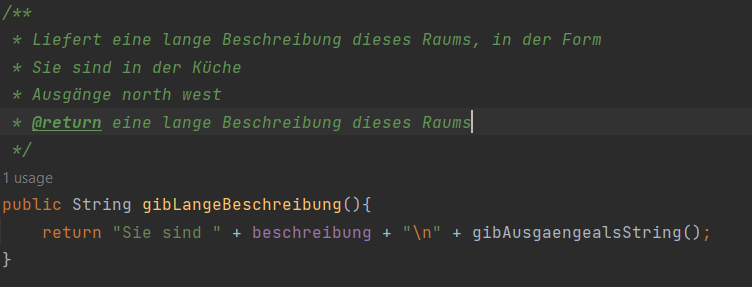 /**
 * Liefert eine lange Beschreibung dieses Raums, in der Form
 * Sie sind in der Küche
 * Ausgänge north west
 * @return eine lange Beschreibung dieses Raums
 */
1 usage
public String gibLangeBeschreibung(){
    return "Sie sind " + beschreibung + "\n" + gibAusgaengealsString();
}